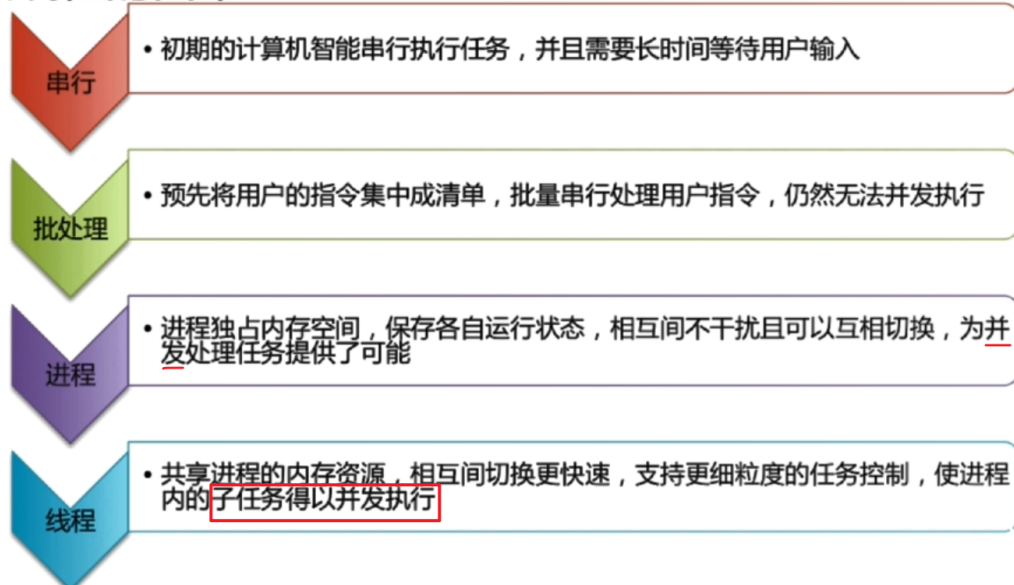 串行
• 初期的计算机智能串行执行任务，并且需要长时间等待用户输入
批处理
• 预先将用户的指令集中成清单，批量串行处理用户指令，仍然无法并发执行
进程
• 进程独占内存空间，保存各自运行状态，相互间不干扰且可以互相切换，为并
发处理任务提供了可能
线程
• 共享进程的内存资源，相互间切换更快速，支持更细粒度的任务控制，使进程
内的子任务得以并发执行